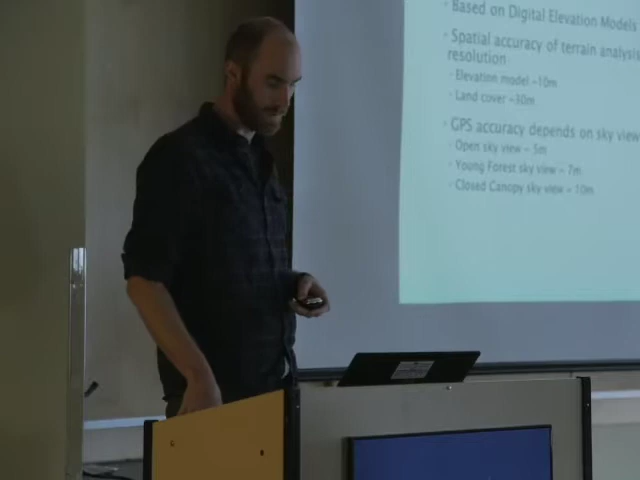 Based on Digital Elevation Models
Spatial accuracy of terrain analysis
resolution
Elevation model ~10m
Land cover ~30m
GPS accuracy depends on sky view
Open sky view ~ 5m
Young Forest sky view ~ 7m
Closed Canopy sky view ~ 10m